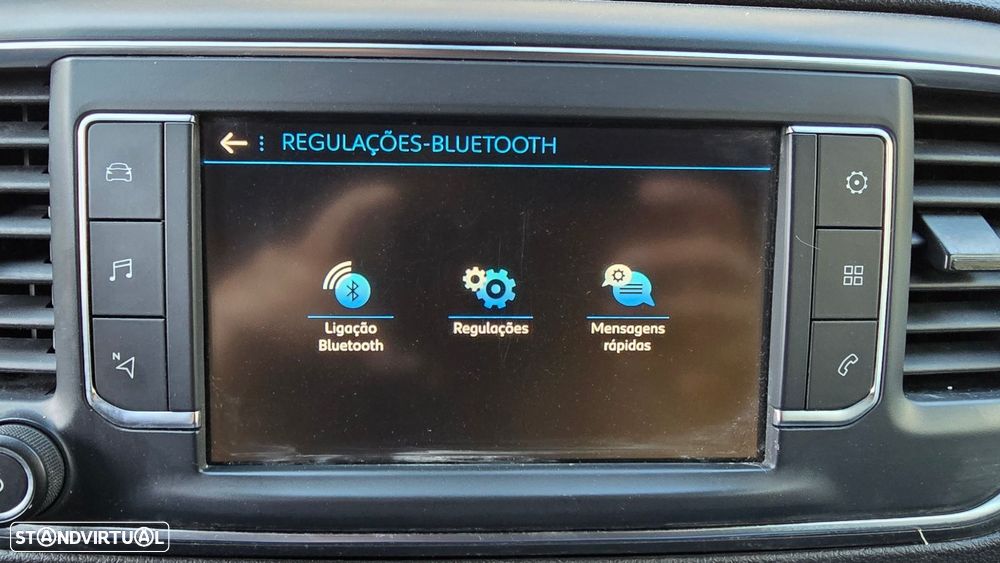 REGULAÇÕES-BLUETOOTH
Ligação
Bluetooth
Regulações
Mensagens
rápidas
N
STANDVIRTUAL